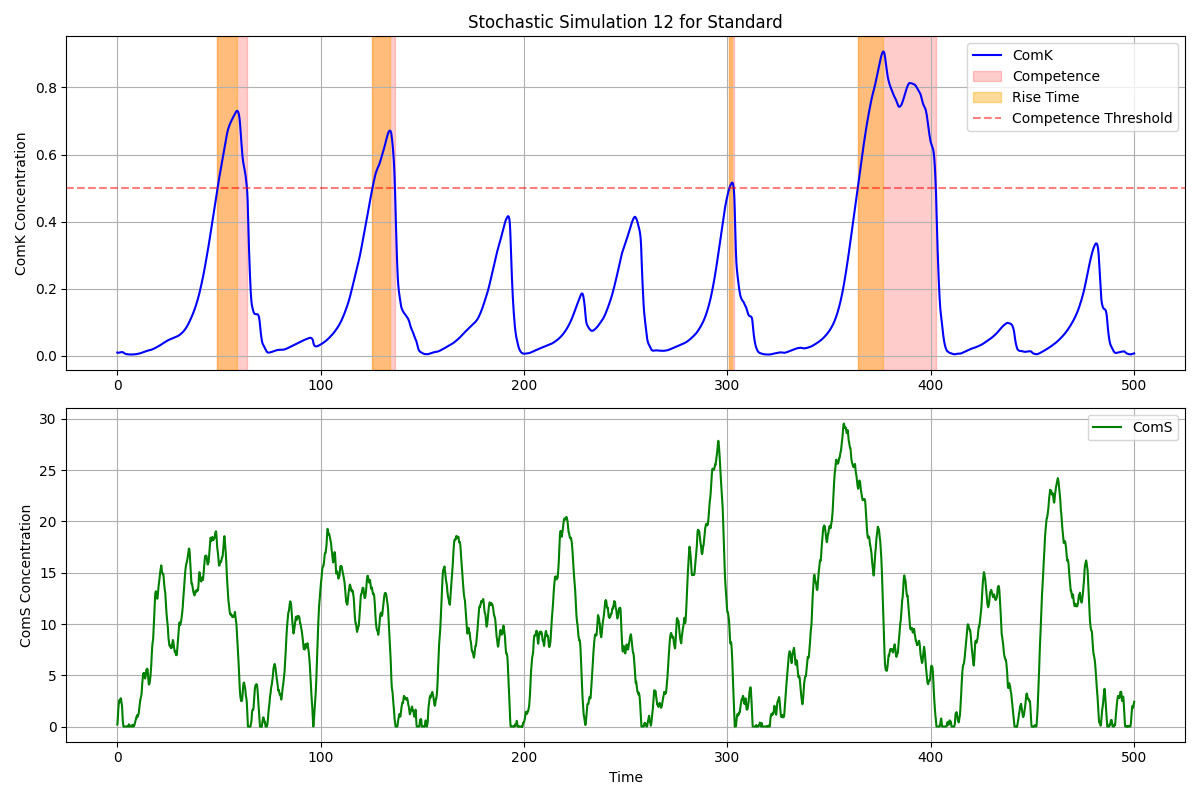 Stochastic Simulation 12 for Standard
ComK Concentration
0.8
0.6
0.4
0.2
0.0
ComK
Competence
Rise Time
Competence Threshold
0 100 200 300 400 500
ComS Concentration
30
25
20
15
10
5
0
ComS
0 100 200 300 400 500
Time